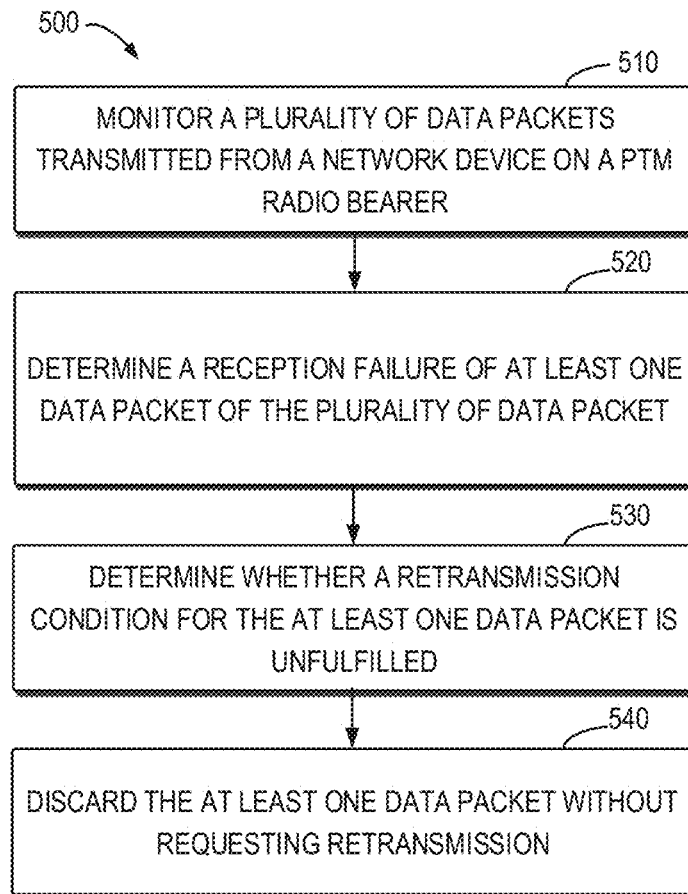 500
510
MONITOR A PLURALITY OF DATA PACKETS
TRANSMITTED FROM A NETWORK DEVICE ON A PTM
RADIO BEARER
520
DETERMINE A RECEPTION FAILURE OF AT LEAST ONE
DATA PACKET OF THE PLURALITY OF DATA PACKET
530
DETERMINE WHETHER A RETRANSMISSION
CONDITION FOR THE AT LEAST ONE DATA PACKET IS
UNFULFILLED
540
DISCARD THE AT LEAST ONE DATA PACKET WITHOUT
REQUESTING RETRANSMISSION